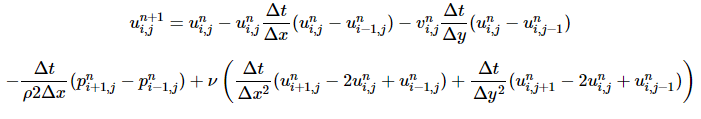 $$u_{i,j}^{n+1} = u_{i,j}^{n} - u_{i,j}^{n} \frac{\Delta t}{\Delta x} (u_{i,j}^{n} - u_{i-1,j}^{n}) - v_{i,j}^{n} \frac{\Delta t}{\Delta y} (u_{i,j}^{n} - u_{i,j-1}^{n})$$
$$- \frac{\Delta t}{\rho 2 \Delta x} (p_{i+1,j}^{n} - p_{i-1,j}^{n}) + \nu \left( \frac{\Delta t}{\Delta x^2} (u_{i+1,j}^{n} - 2u_{i,j}^{n} + u_{i-1,j}^{n}) + \frac{\Delta t}{\Delta y^2} (u_{i,j+1}^{n} - 2u_{i,j}^{n} + u_{i,j-1}^{n}) \right)$$